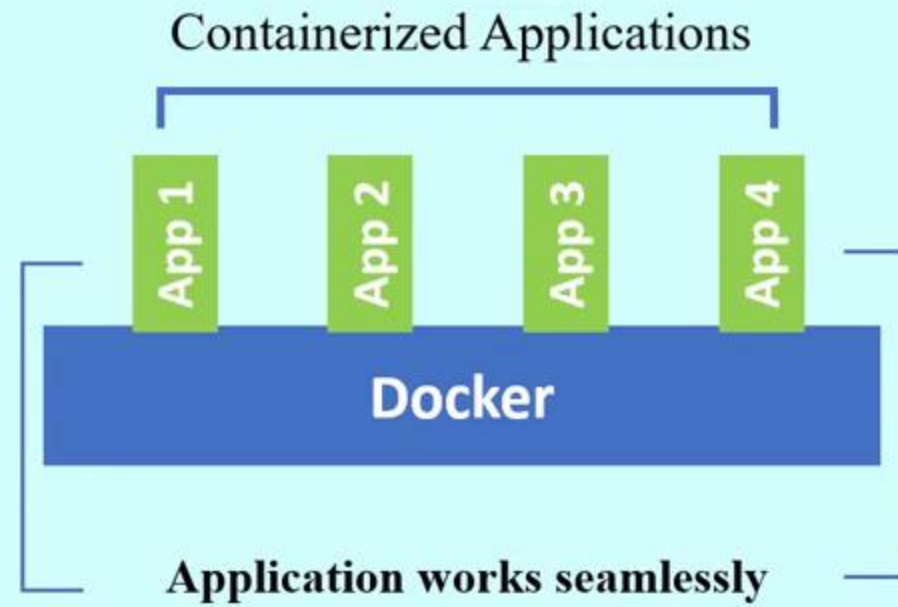 Containerized Applications
App 1
App 2
App 3
App 4
Docker
Application works seamlessly